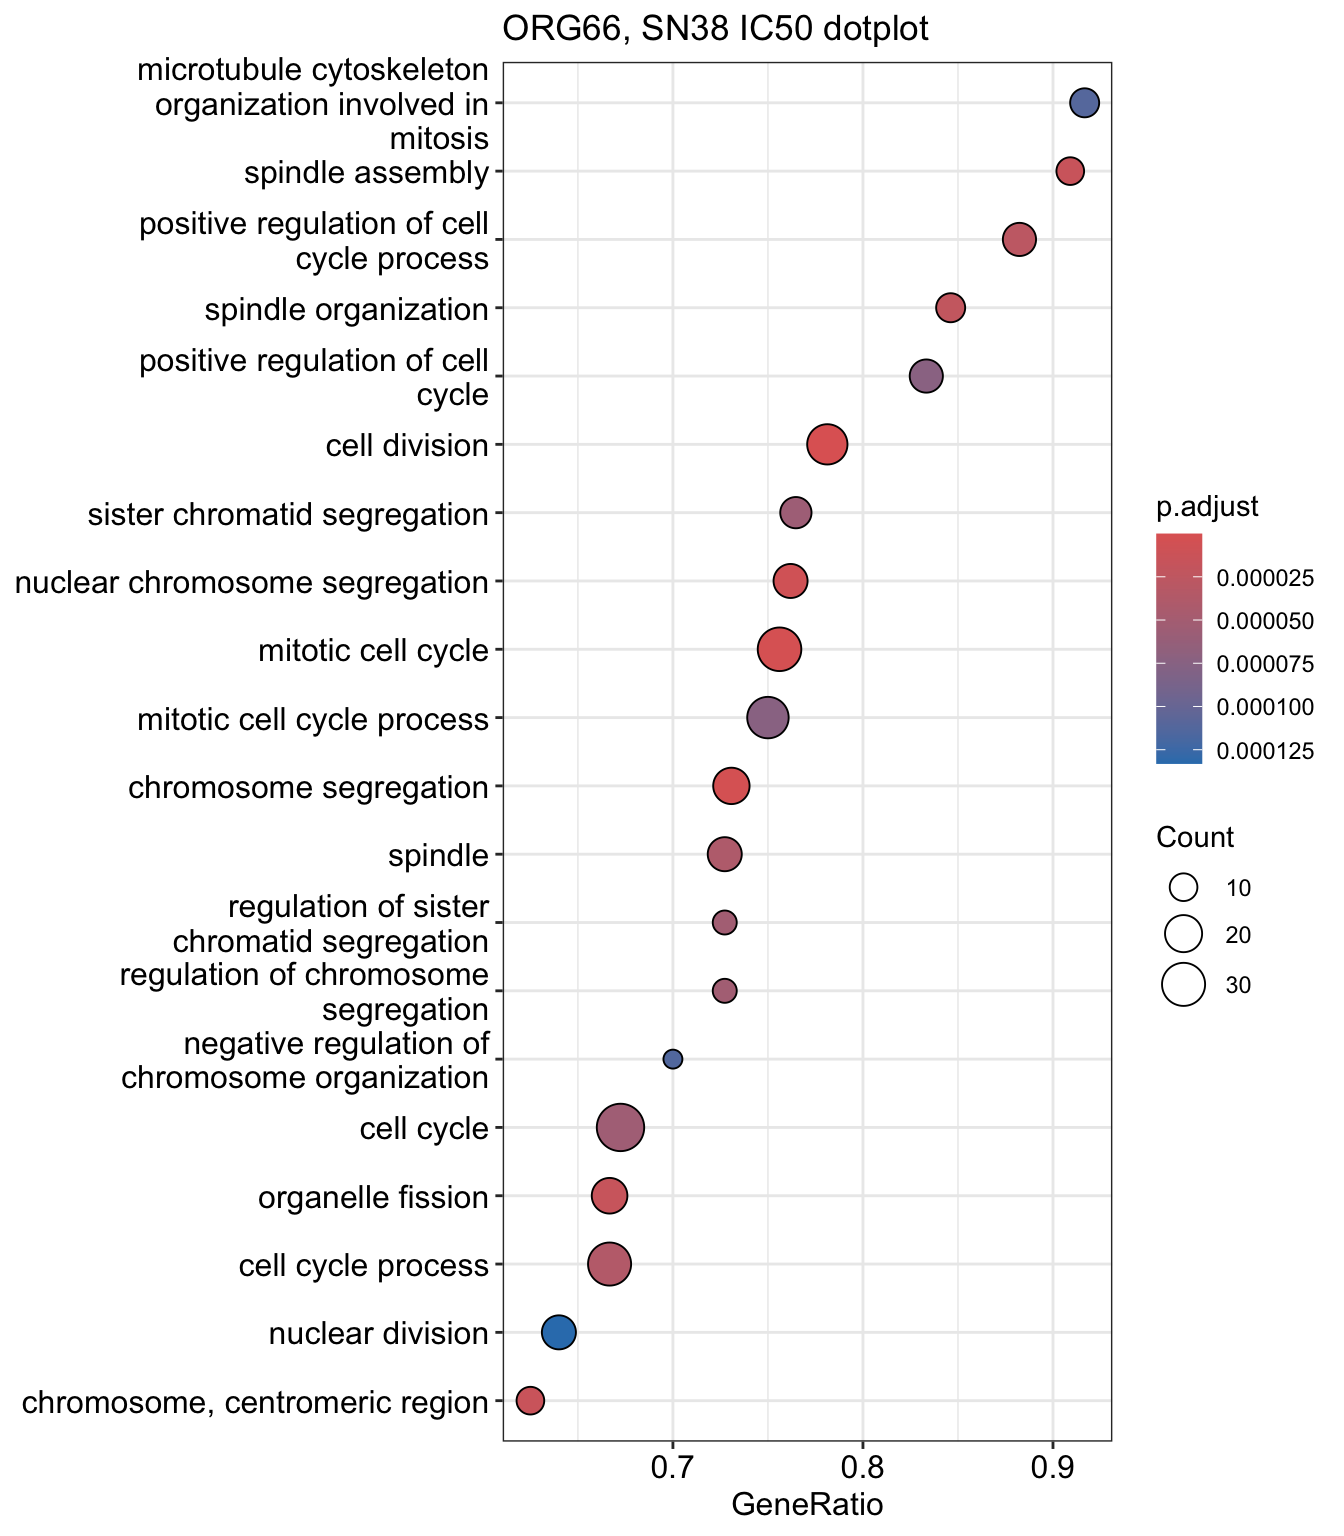 ORG66, SN38 IC50 dotplot
microtubule cytoskeleton
organization involved in
mitosis
spindle assembly
positive regulation of cell
cycle process
spindle organization
positive regulation of cell
cycle
cell division
sister chromatid segregation
nuclear chromosome segregation
mitotic cell cycle
mitotic cell cycle process
chromosome segregation
spindle
regulation of sister
chromatid segregation
regulation of chromosome
segregation
negative regulation of
chromosome organization
cell cycle
organelle fission
cell cycle process
nuclear division
chromosome, centromeric region
0.7 0.8 0.9
GeneRatio
p.adjust
0.000025
0.000050
0.000075
0.000100
0.000125
Count
10
20
30